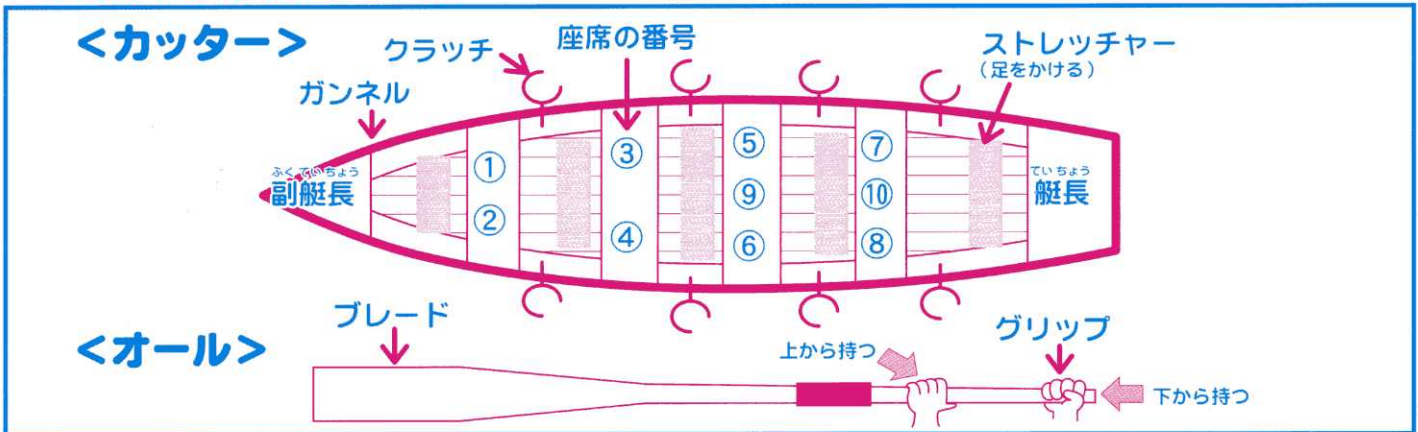 <カッター>
クラッチ
座席の番号
ストレッチャー
(足をかける)
ガンネル
ふくていちょう
副艇長
① ③ ⑤ ⑦
⑨ ⑩
② ④ ⑥ ⑧
ていちょう
艇長
<オール>
ブレード
上から持つ
グリップ
下から持つ